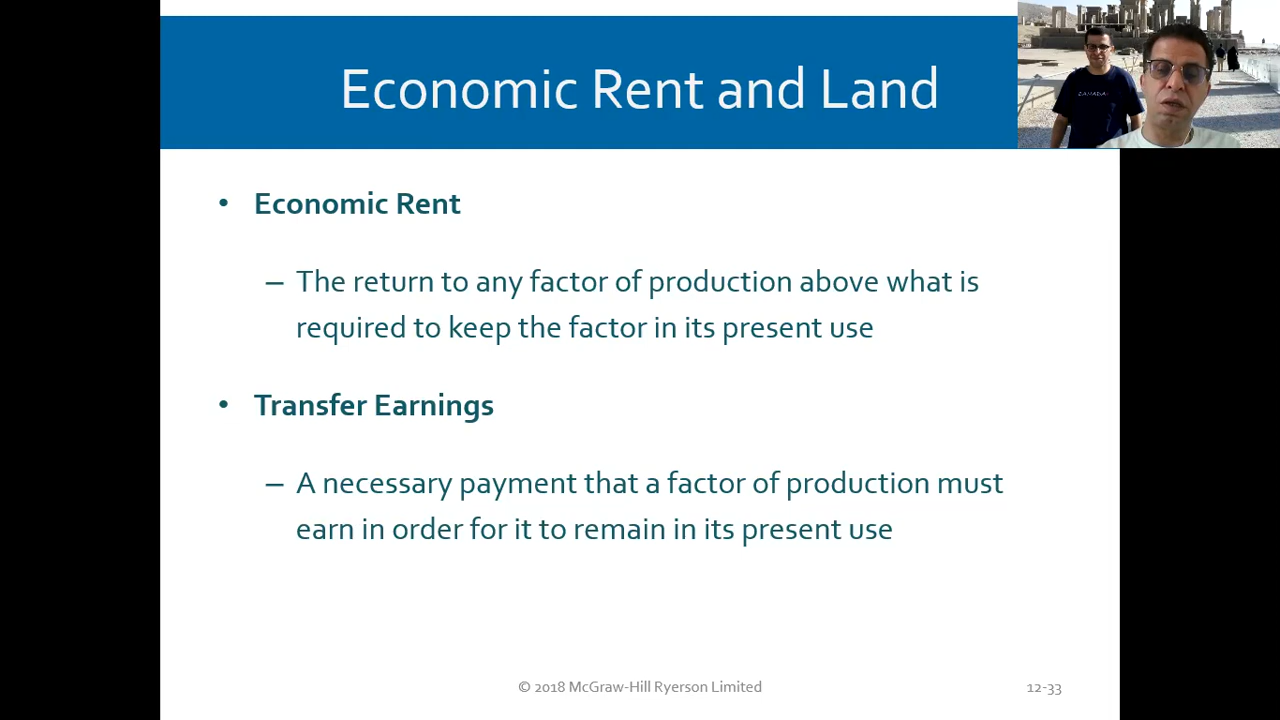 Economic Rent and Land
CANADA
• Economic Rent
– The return to any factor of production above what is
required to keep the factor in its present use
• Transfer Earnings
– A necessary payment that a factor of production must
earn in order for it to remain in its present use
© 2018 McGraw-Hill Ryerson Limited
12-33